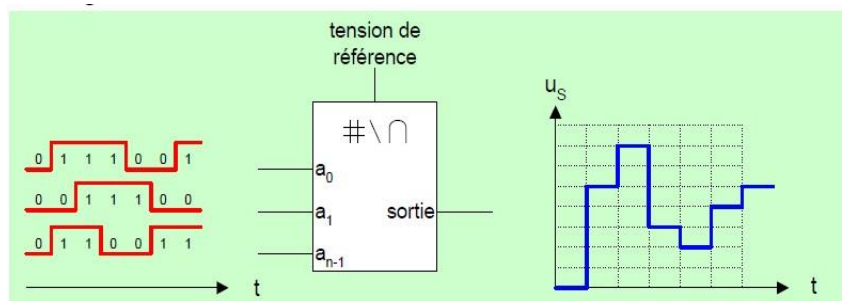 tension de
référence
#\∩
0 1 1 1 0 0 1
a0
0 0 1 1 1 0 0
a1
sortie
0 1 1 0 0 1 1
an-1
t
uS
t